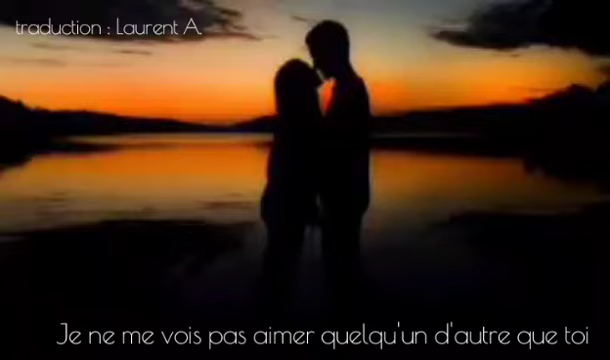 traduction : Laurent A.
Je ne me vois pas aimer quelqu'un d'autre que toi